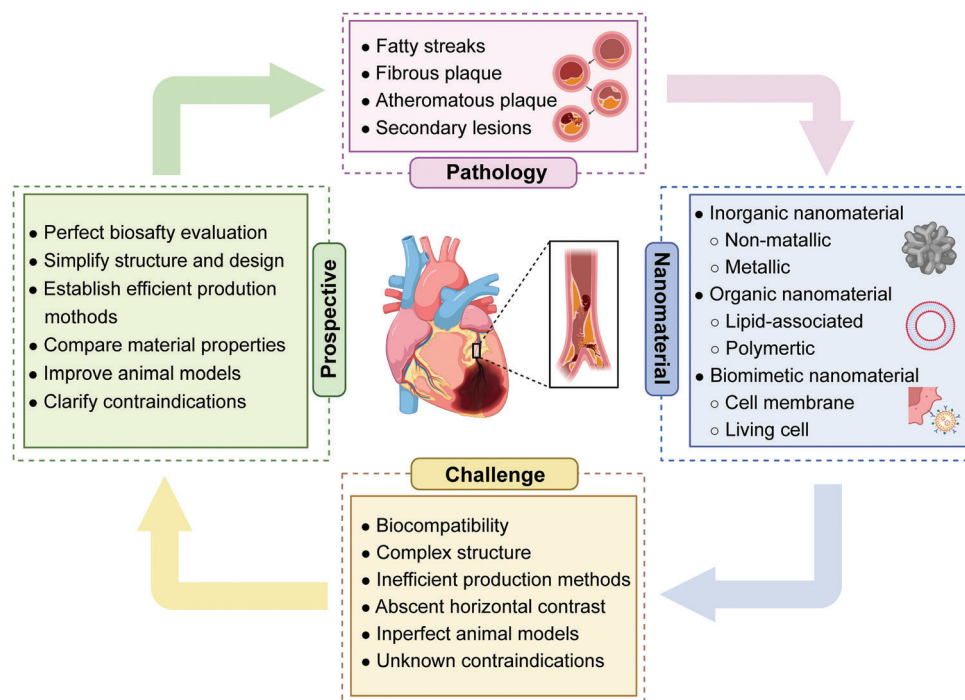 ● Fatty streaks
● Fibrous plaque
● Atheromatous plaque
● Secondary lesions
Pathology
● Inorganic nanomaterial
○ Non-matallic
○ Metallic
● Organic nanomaterial
○ Lipid-associated
○ Polymertic
● Biomimetic nanomaterial
○ Cell membrane
○ Living cell
Nanomaterial
Challenge
● Biocompatibility
● Complex structure
● Inefficient production methods
● Abscent horizontal contrast
● Inperfect animal models
● Unknown contraindications
● Perfect biosafty evaluation
● Simplify structure and design
● Establish efficient prodution
mothods
● Compare material properties
● Improve animal models
● Clarify contraindications
Prospective